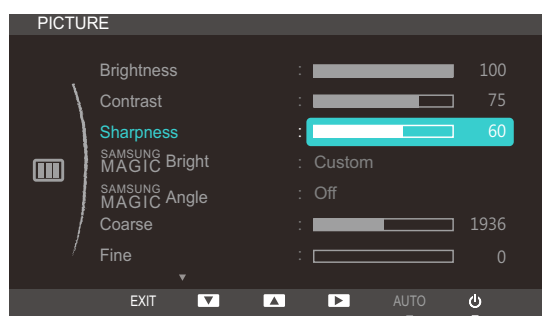 PICTURE
Brightness : 100
Contrast : 75
Sharpness : 60
SAMSUNG MAGIC Bright : Custom
SAMSUNG MAGIC Angle : Off
Coarse : 1936
Fine : 0
EXIT AUTO